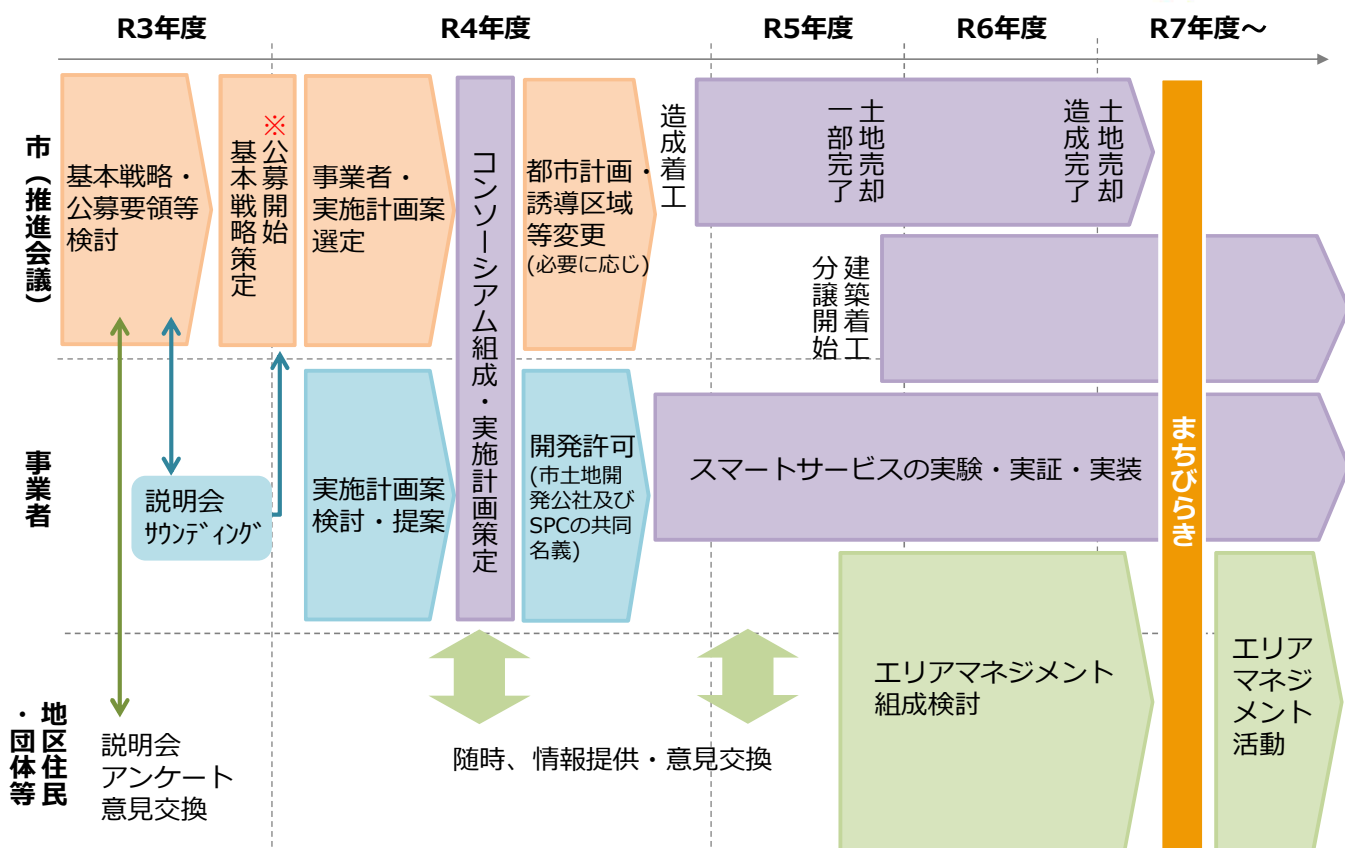 R3年度
R4年度
R5年度
R6年度
R7年度～
市（推進会議）
基本戦略・
公募要領等
検討
※公募開始
基本戦略策定
事業者・
実施計画案
選定
コンソーシアム組成・実施計画策定
都市計画・
誘導区域
等変更
(必要に応じ)
造成着工
土地売却
一部完了
土地売却
造成完了
建築着工
分譲開始
まちびらき
事業者
説明会
ｻｳﾝﾃﾞｨﾝｸﾞ
実施計画案
検討・提案
開発許可
(市土地開
発公社及び
SPCの共同
名義)
スマートサービスの実験・実証・実装
地区住民
・団体等
説明会
アンケート
意見交換
随時、情報提供・意見交換
エリアマネジメント
組成検討
エリア
マネジ
メント
活動